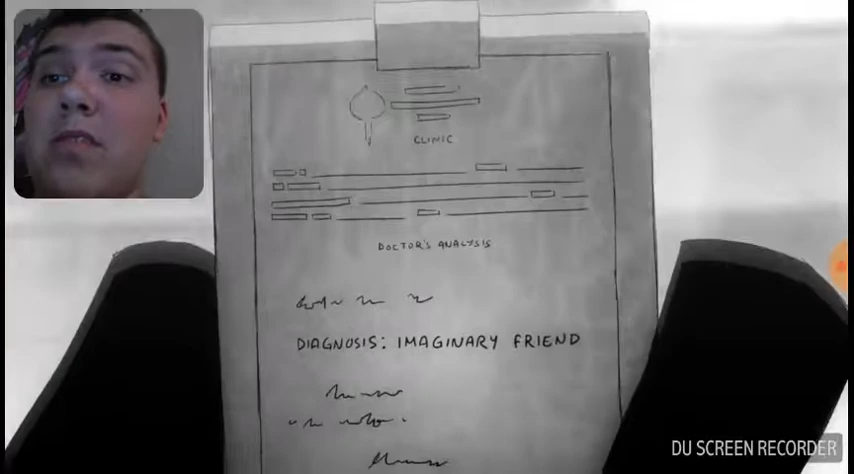 CLINIC
DOCTOR'S ANALYSIS
DIAGNOSIS: IMAGINARY FRIEND
DU SCREEN RECORDER